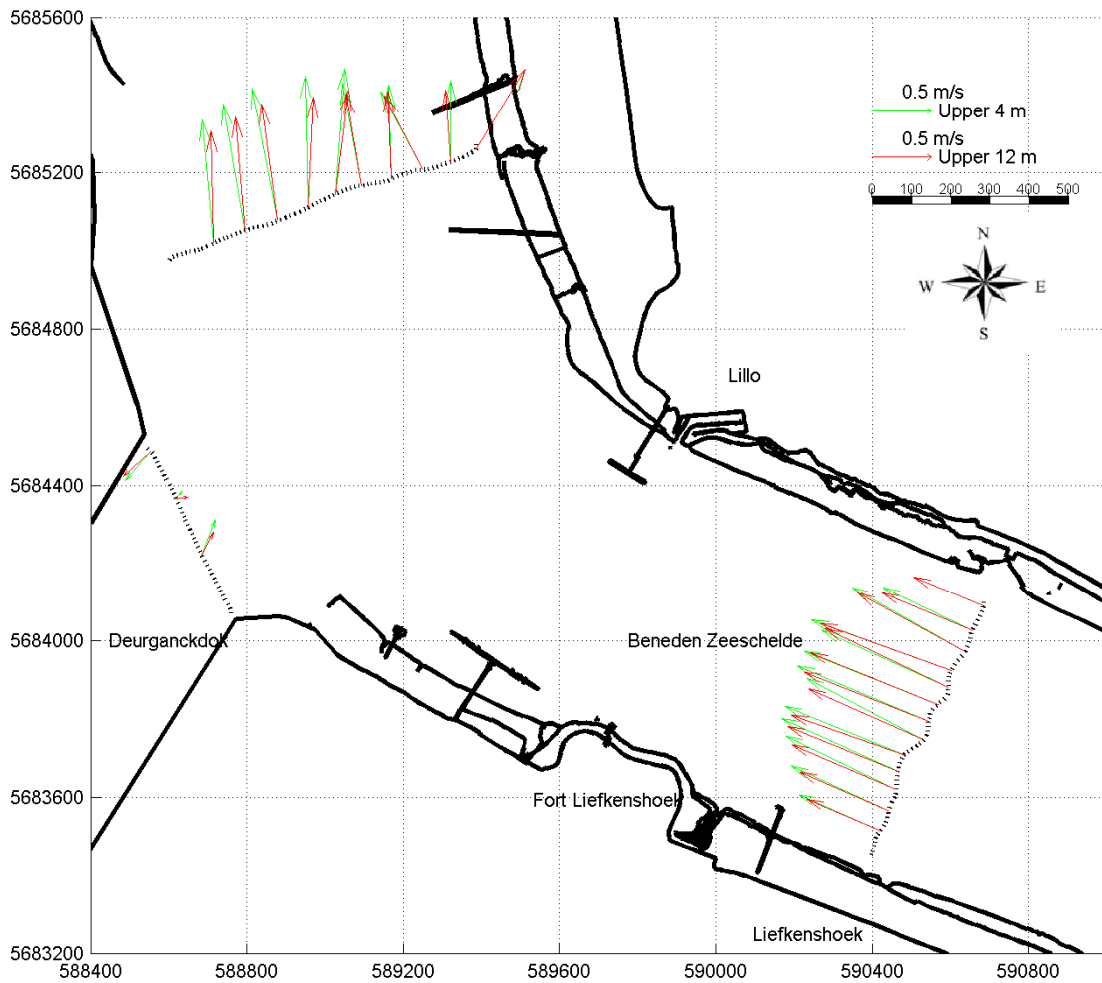 5685600
0.5 m/s
Upper 4 m
0.5 m/s
Upper 12 m
0 100 200 300 400 500
5685200
N
W E
S
5684800
Lillo
5684400
5684000
Deurganckdok
Beneden Zeeschelde
5683600
Fort Liefkenshoek
Liefkenshoek
5683200
588400 588800 589200 589600 590000 590400 590800